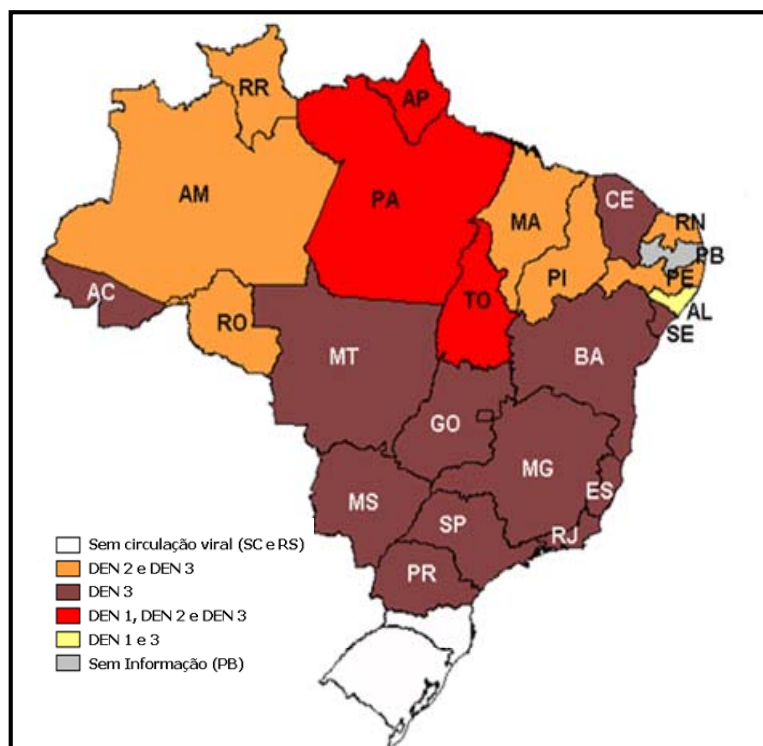 RR
AP
AM
PA
MA
CE
RN
PB
PI
PE
AC
TO
AL
RO
SE
MT
BA
GO
MG
MS
ES
SP
RJ
PR
Sem circulação viral (SC e RS)
DEN 2 e DEN 3
DEN 3
DEN 1, DEN 2 e DEN 3
DEN 1 e 3
Sem Informação (PB)